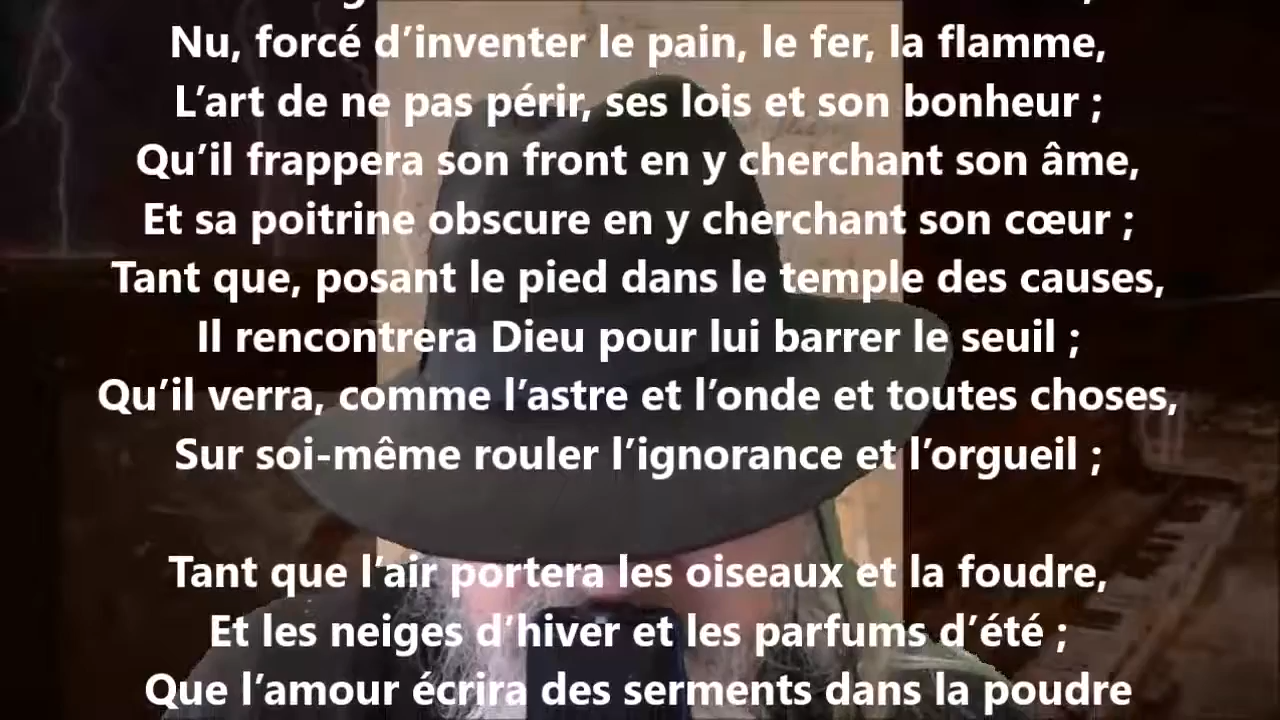 Nu, forcé d’inventer le pain, le fer, la flamme,
L’art de ne pas périr, ses lois et son bonheur ;
Qu’il frappera son front en y cherchant son âme,
Et sa poitrine obscure en y cherchant son cœur ;
Tant que, posant le pied dans le temple des causes,
Il rencontrera Dieu pour lui barrer le seuil ;
Qu’il verra, comme l’astre et l’onde et toutes choses,
Sur soi-même rouler l’ignorance et l’orgueil ;
Tant que l’air portera les oiseaux et la foudre,
Et les neiges d’hiver et les parfums d’été ;
Que l’amour écrira des serments dans la poudre